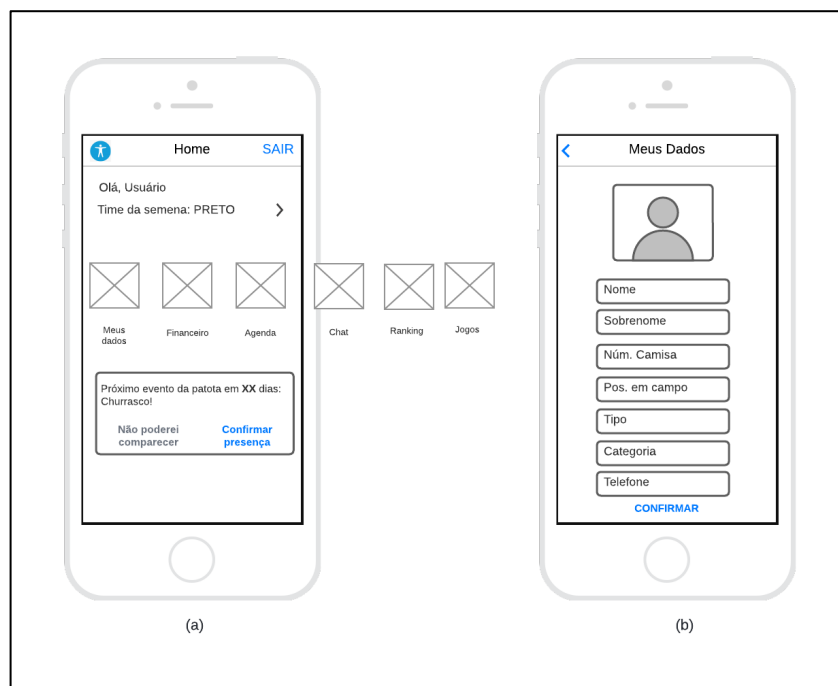 Home SAIR
Olá, Usuário
Time da semena: PRETO
Meus
dados
Financeiro
Agenda
Chat
Ranking
Jogos
Próximo evento da patota em XX dias:
Churrasco!
Não poderei
comparecer
Confirmar
presença
(a)
Meus Dados
Nome
Sobrenome
Núm. Camisa
Pos. em campo
Tipo
Categoria
Telefone
CONFIRMAR
(b)